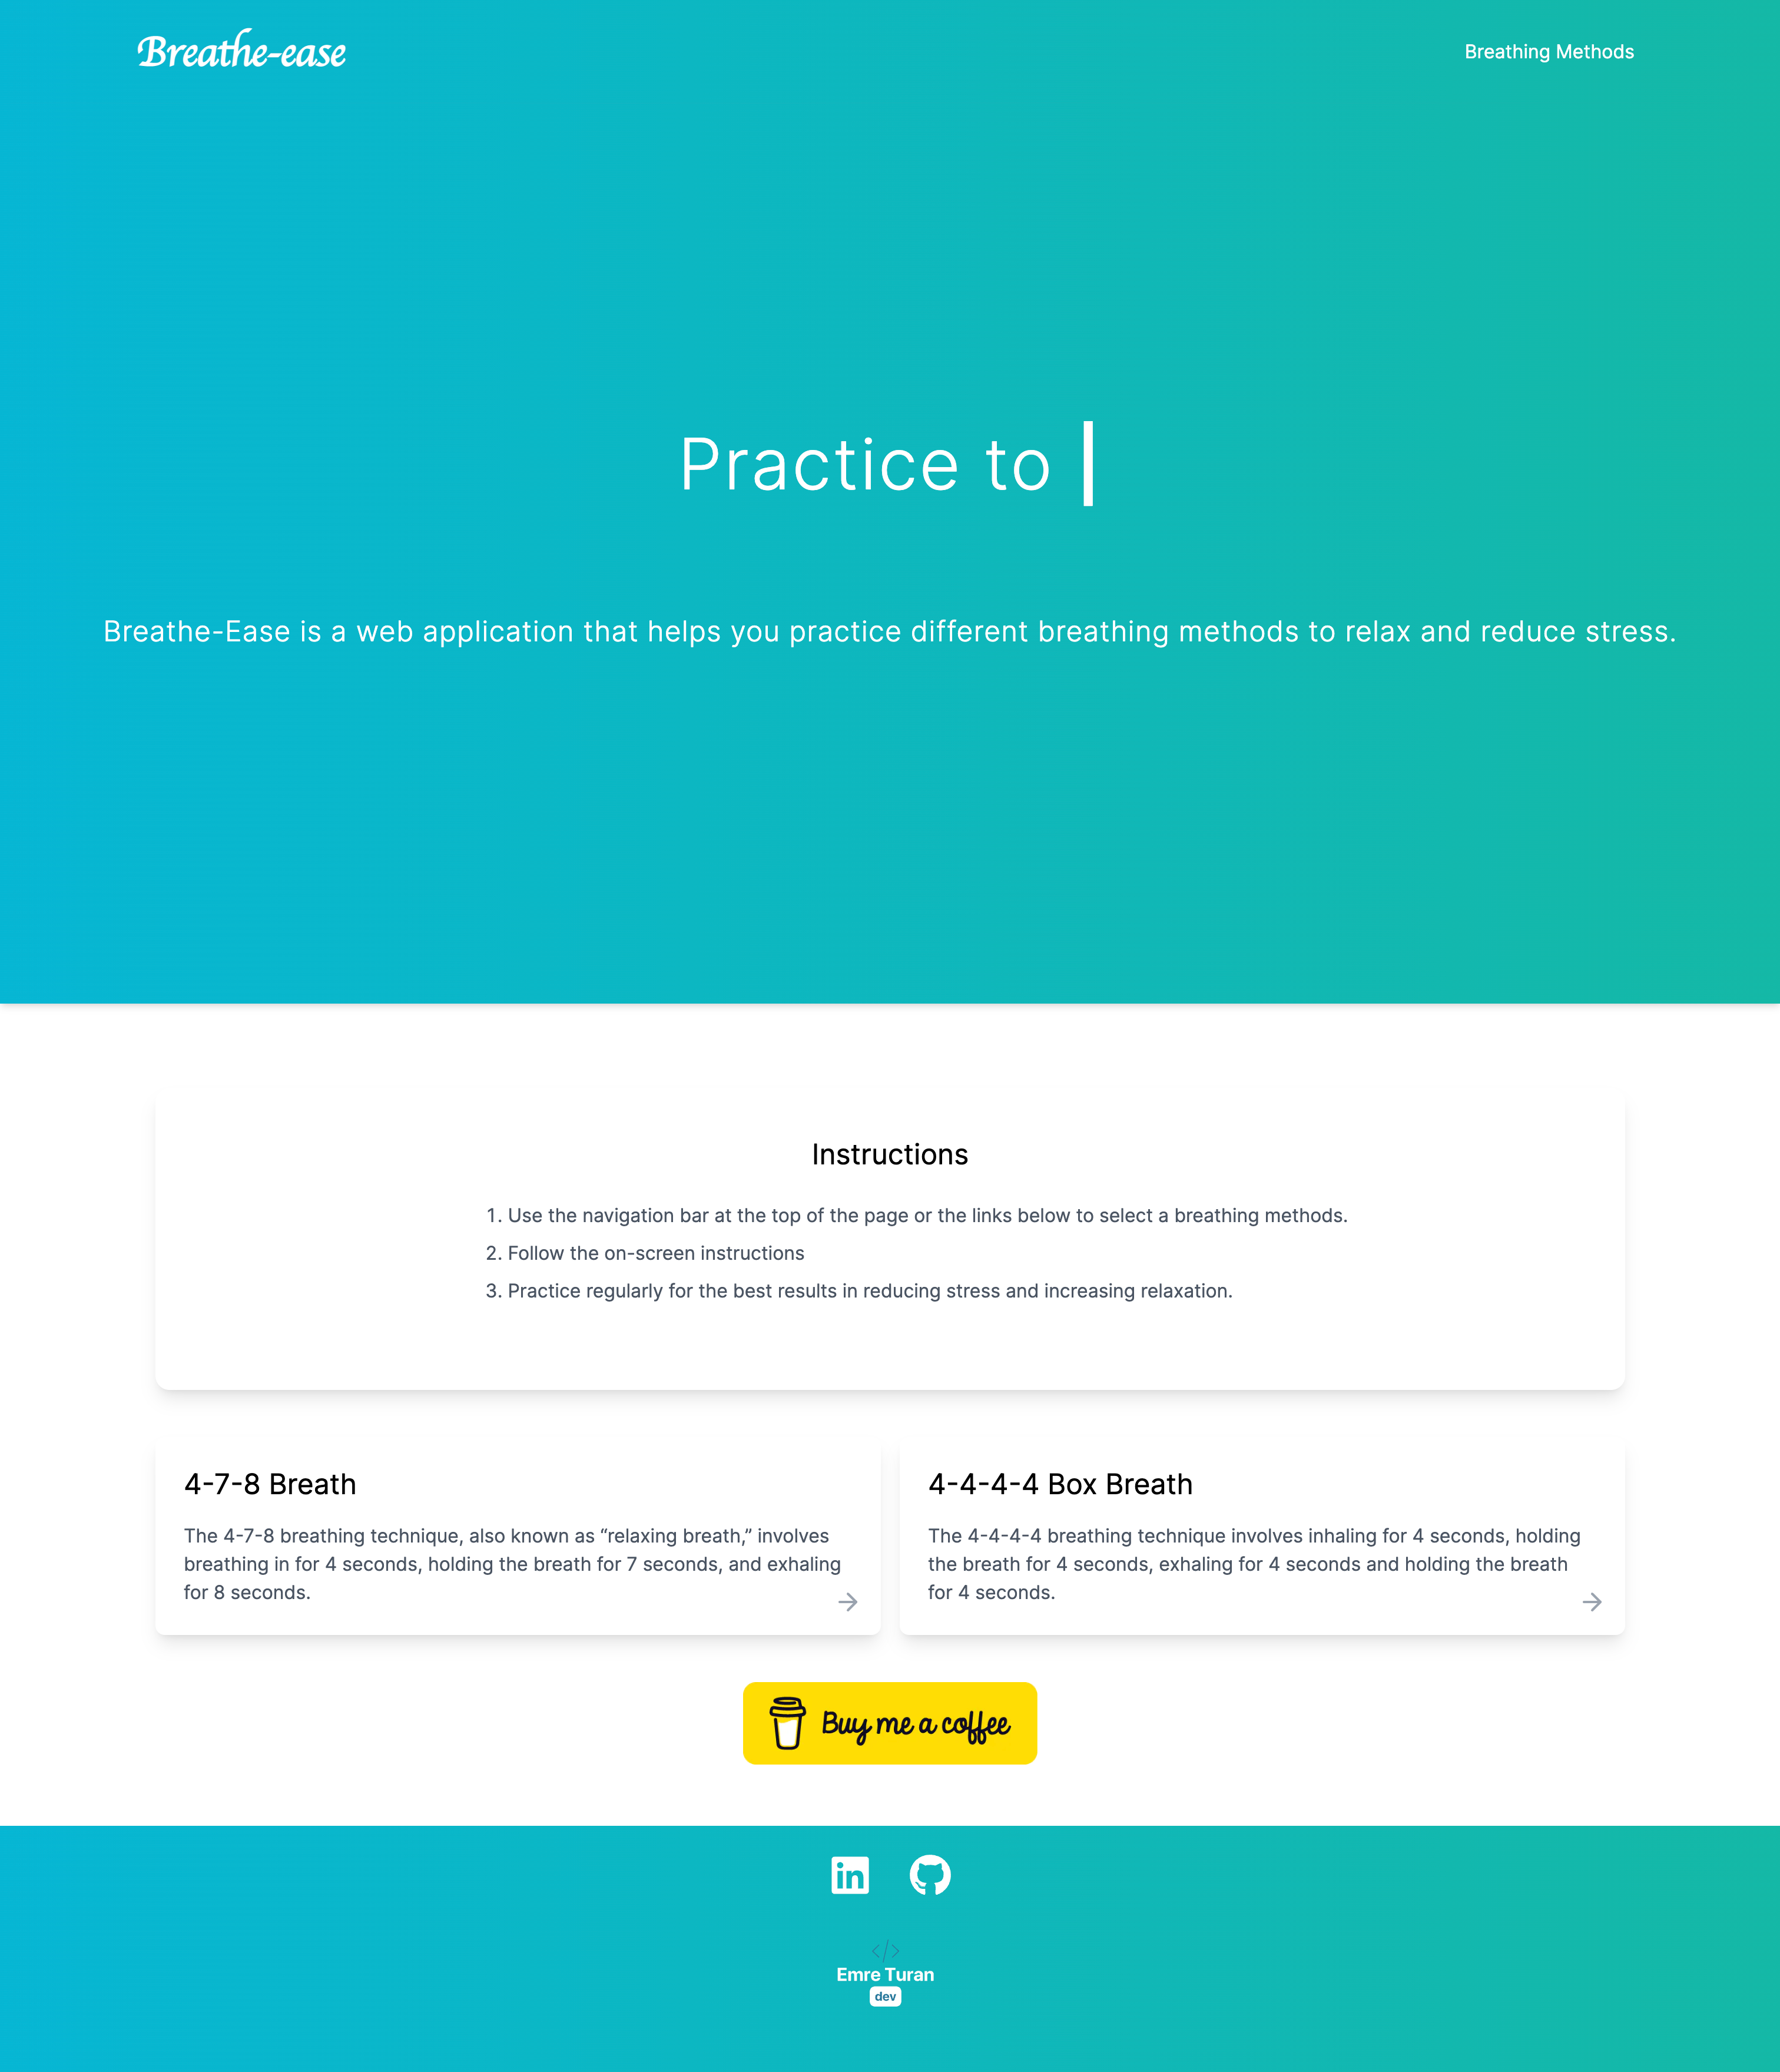 Breathe-ease
Breathing Methods
Practice to
Breathe-Ease is a web application that helps you practice different breathing methods to relax and reduce stress.
Instructions
1. Use the navigation bar at the top of the page or the links below to select a breathing methods.
2. Follow the on-screen instructions
3. Practice regularly for the best results in reducing stress and increasing relaxation.
4-7-8 Breath
The 4-7-8 breathing technique, also known as “relaxing breath,” involves
breathing in for 4 seconds, holding the breath for 7 seconds, and exhaling
for 8 seconds.
4-4-4-4 Box Breath
The 4-4-4-4 breathing technique involves inhaling for 4 seconds, holding
the breath for 4 seconds, exhaling for 4 seconds and holding the breath
for 4 seconds.
Buy me a coffee
in
</>
Emre Turan
dev